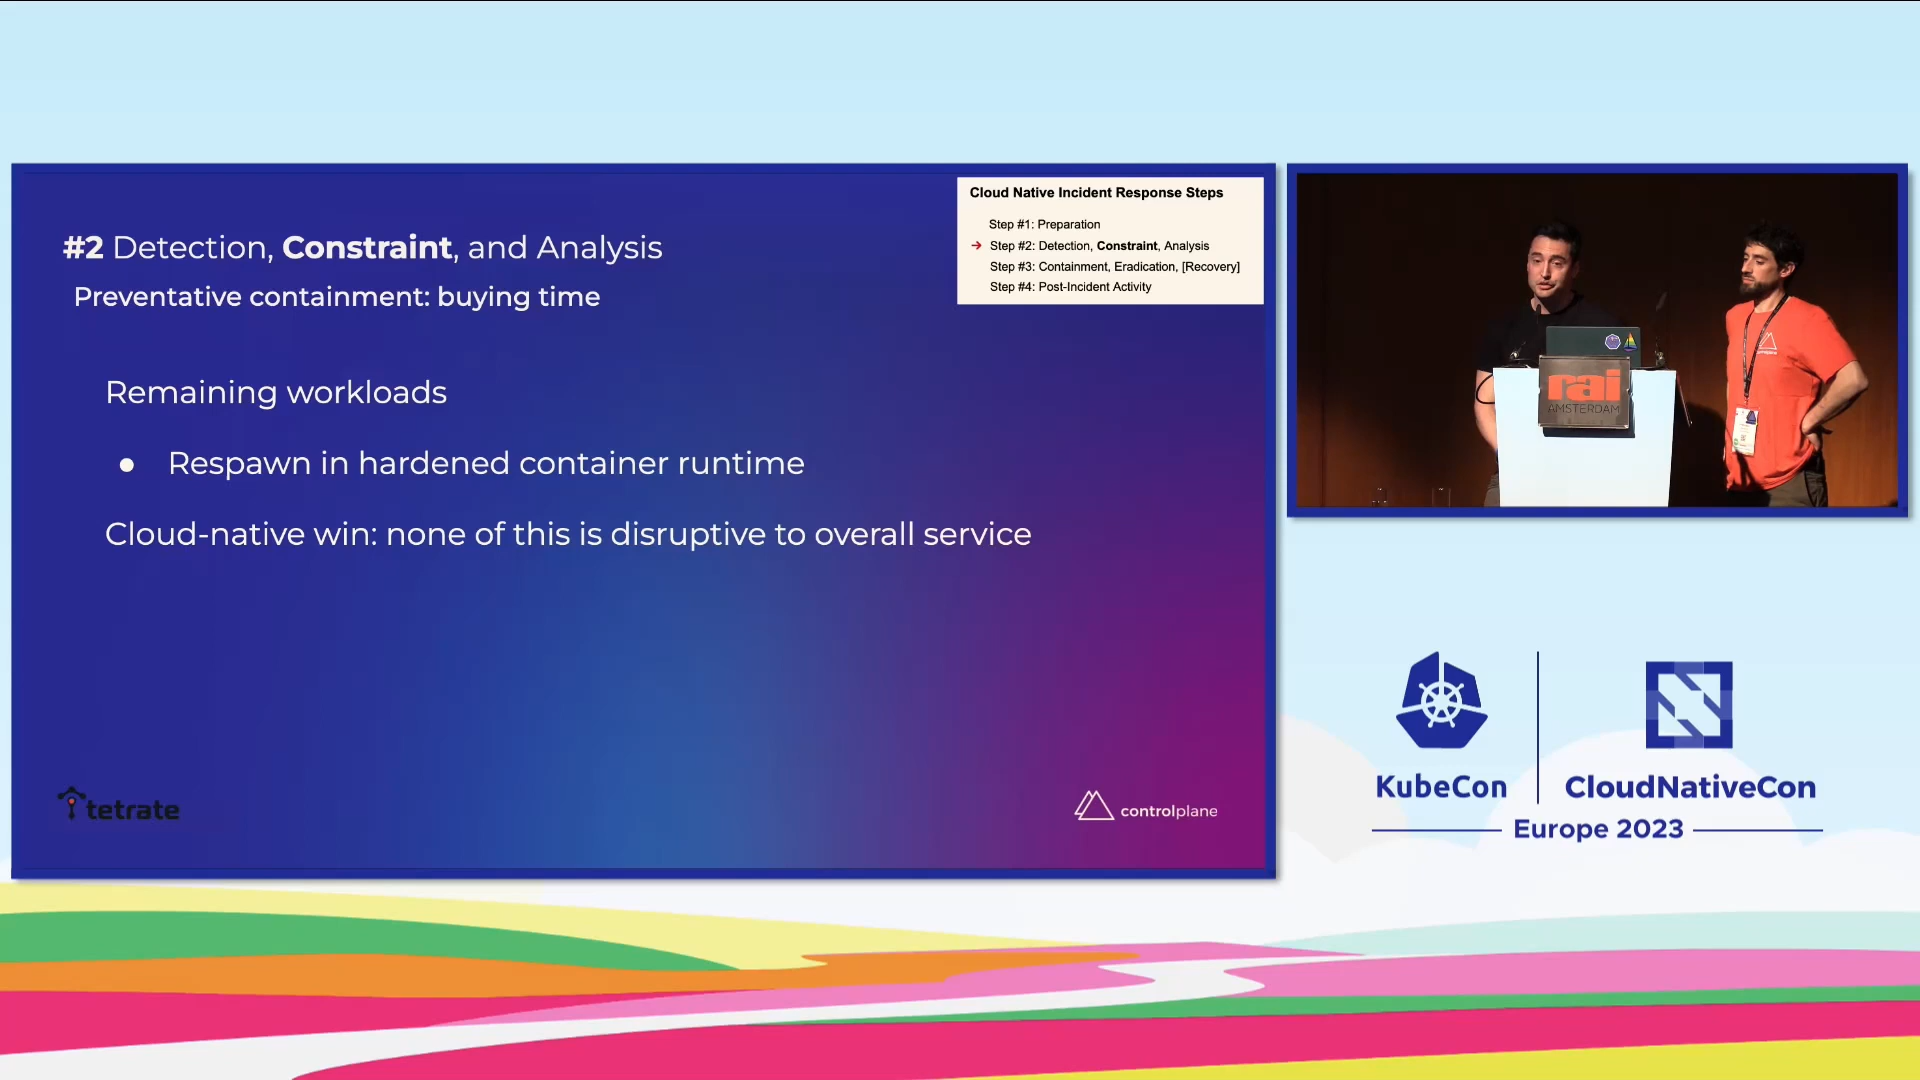 #2 Detection, Constraint, and Analysis
Preventative containment: buying time
Remaining workloads
● Respawn in hardened container runtime
Cloud-native win: none of this is disruptive to overall service
tetrate
controlplane
Cloud Native Incident Response Steps
Step #1: Preparation
→ Step #2: Detection, Constraint, Analysis
Step #3: Containment, Eradication, [Recovery]
Step #4: Post-Incident Activity
rai
AMSTERDAM
KubeCon
CloudNativeCon
Europe 2023